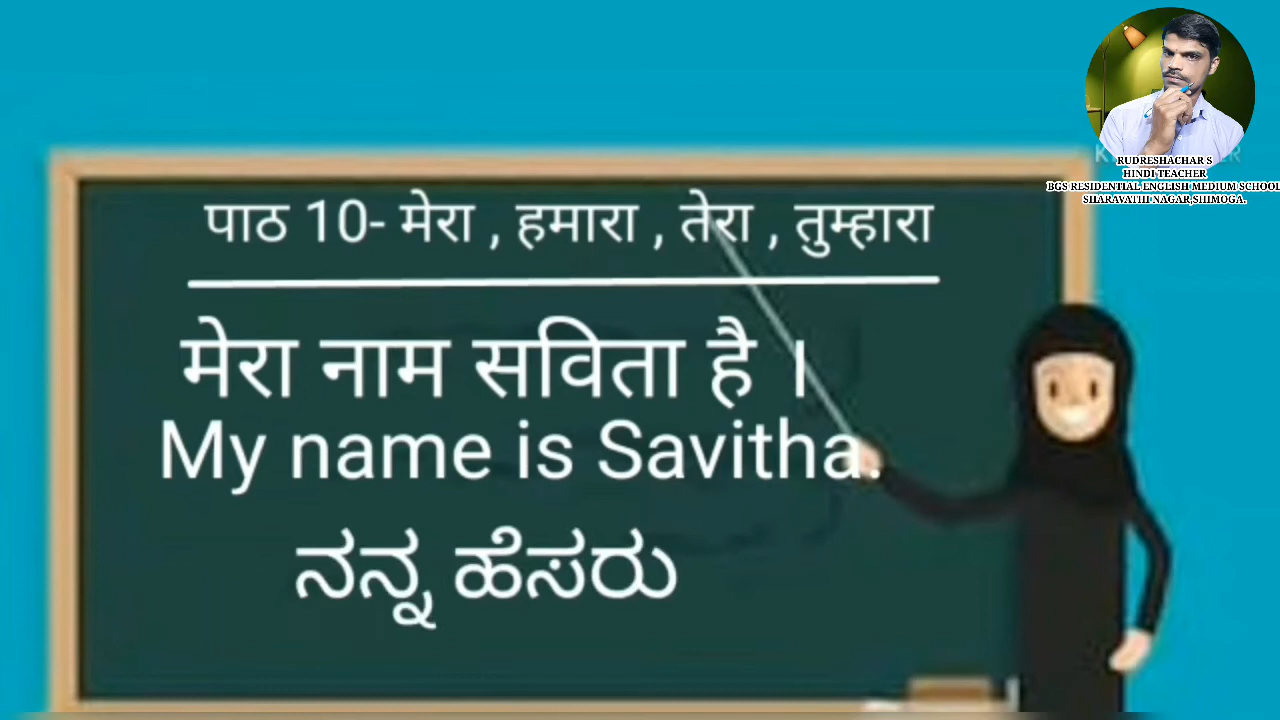 पाठ 10- मेरा , हमारा , तेरा , तुम्हारा
मेरा नाम सविता है ।
My name is Savitha.
ನನ್ನ ಹೆಸರು
RUDRESHACHAR S
HINDI TEACHER
BGS RESIDENTIAL ENGLISH MEDIUM SCHOOL
SHARAVATHI NAGAR,SHIMOGA.